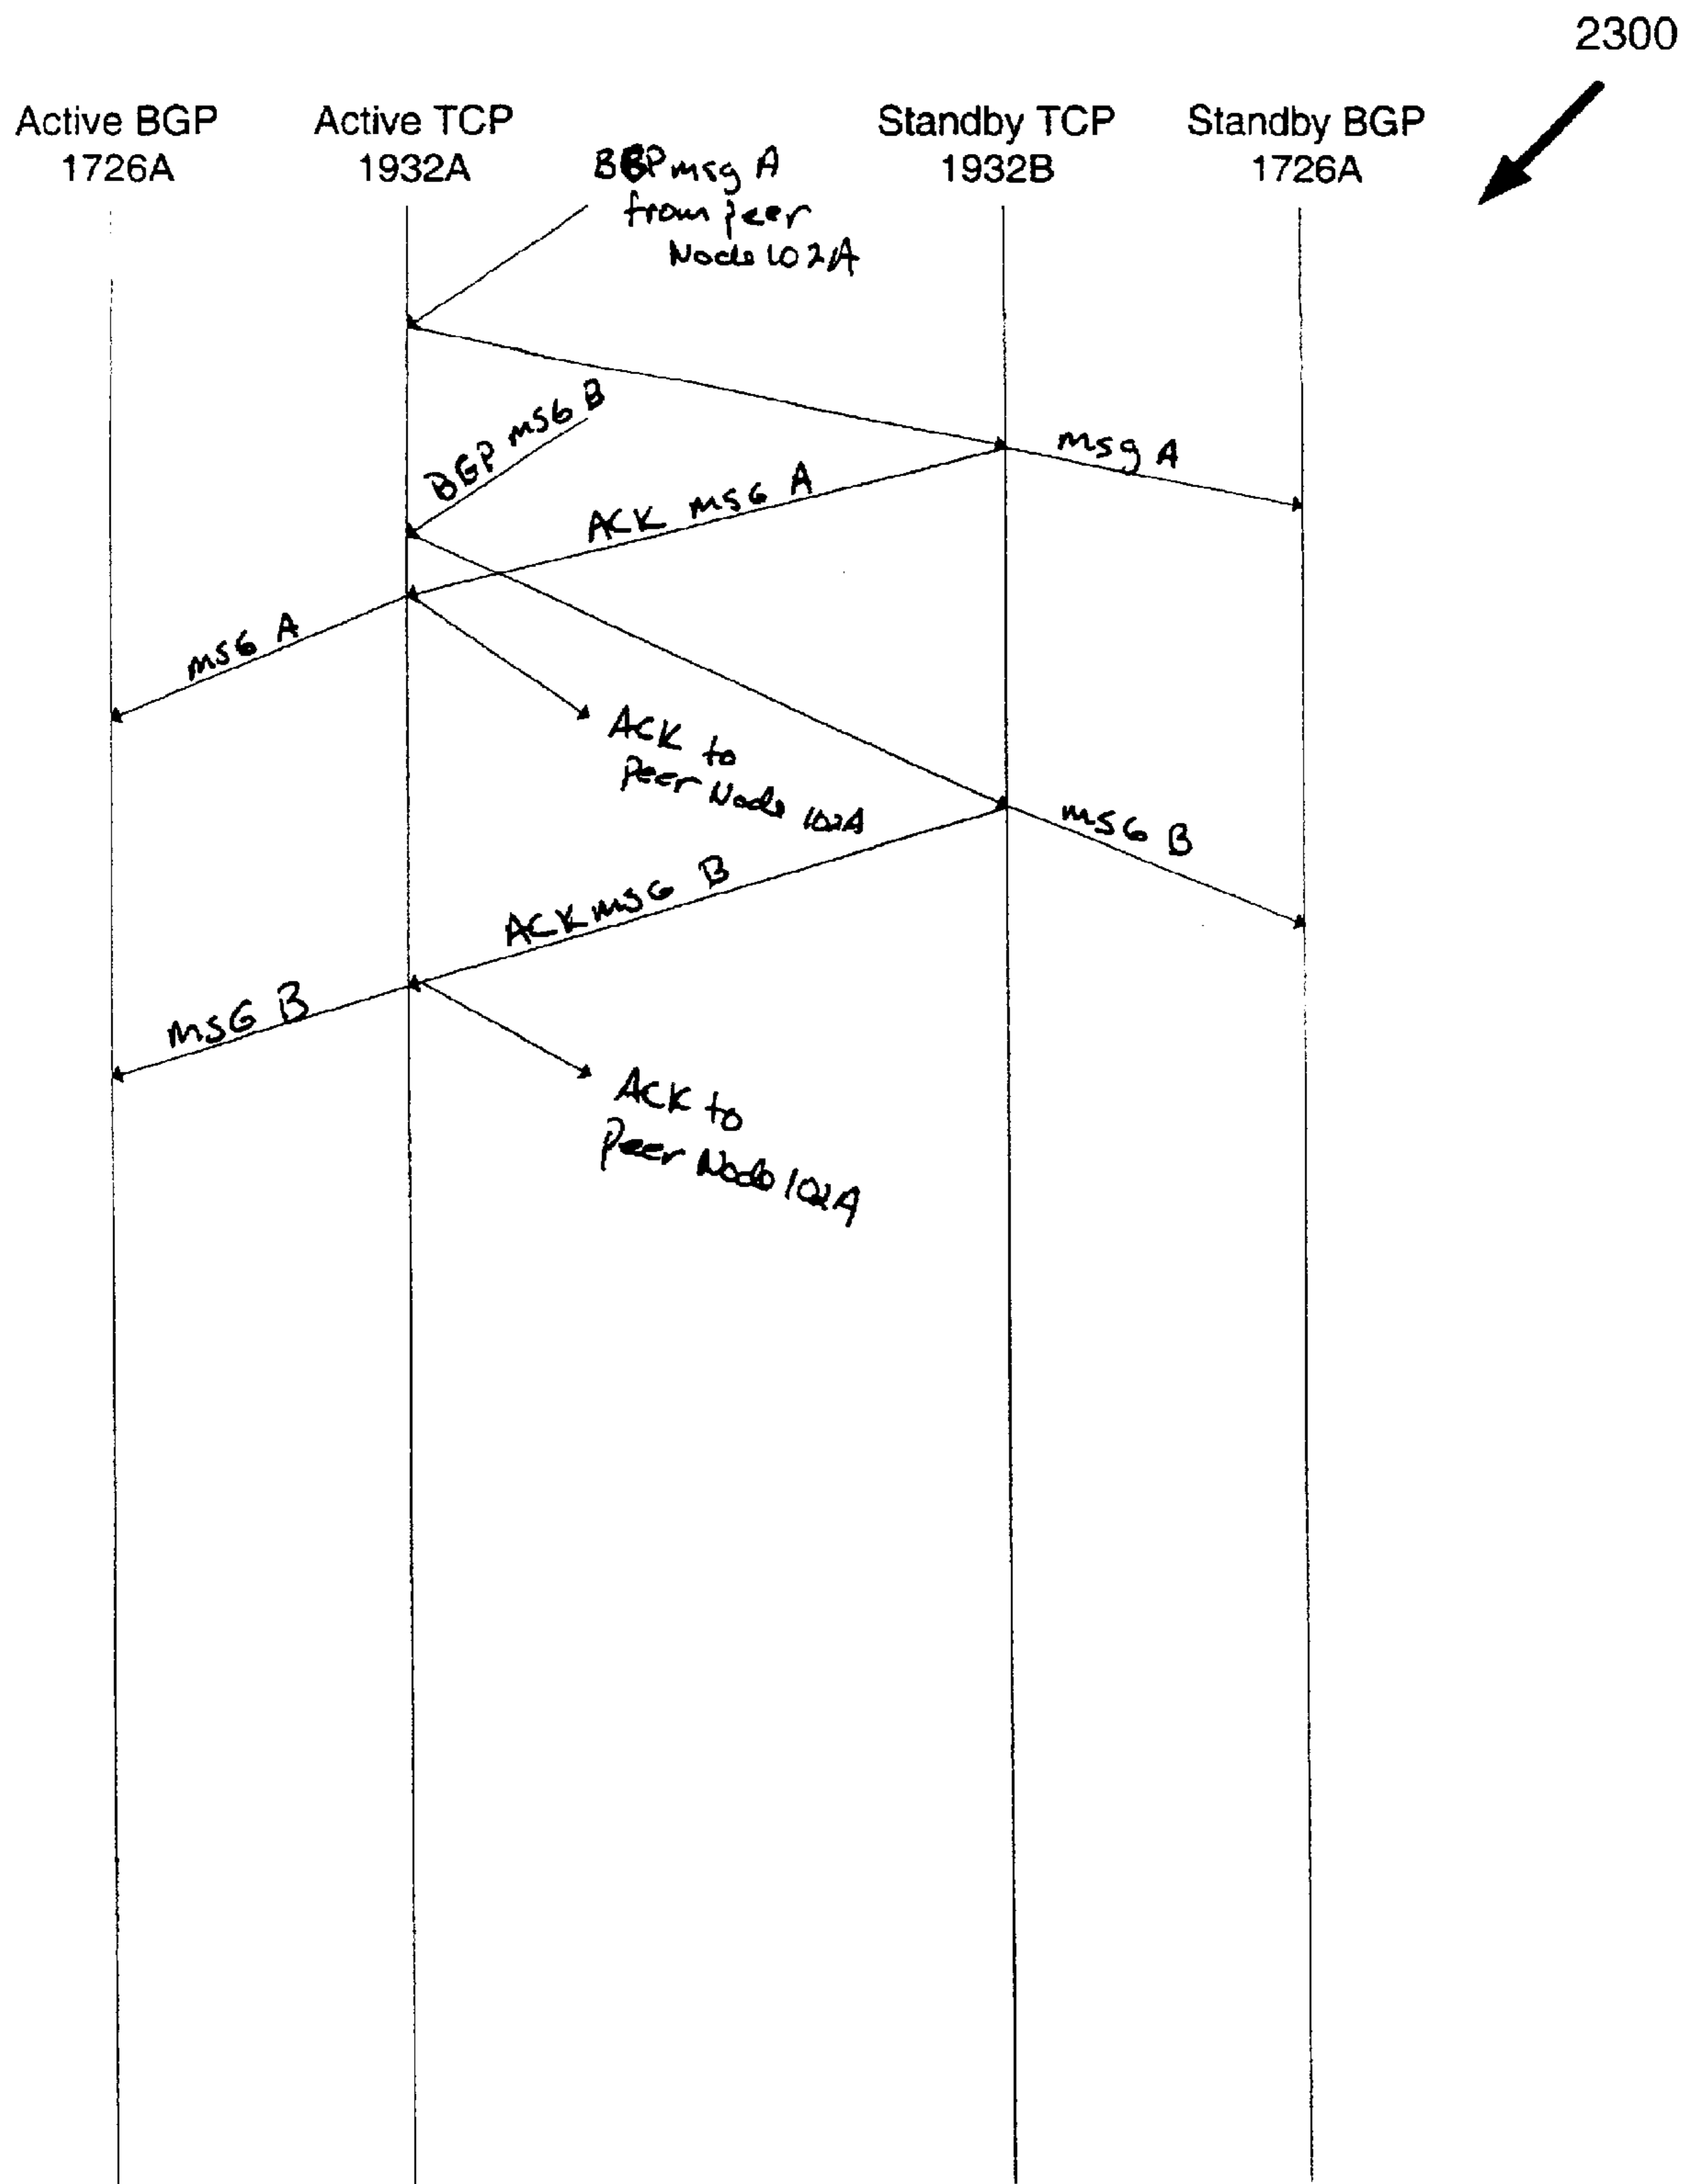 2300
Active BGP
1726A
Active TCP
1932A
Standby TCP
1932B
Standby BGP
1726A
BGP msg A
from peer
Node 102A
BGP MSG B
msg A
ACK MSG A
MSG A
ACK to
Peer Node 102A
MSG B
ACK MSG B
MSG B
ACK to
Peer Node 102A